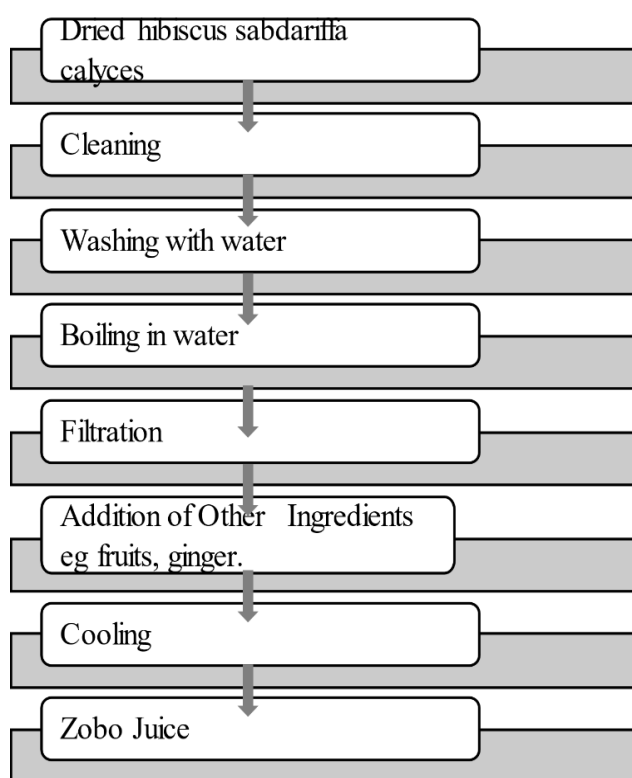 Dried hibiscus sabdariffa
calyces
Cleaning
Washing with water
Boiling in water
Filtration
Addition of Other Ingredients
eg fruits, ginger.
Cooling
Zobo Juice